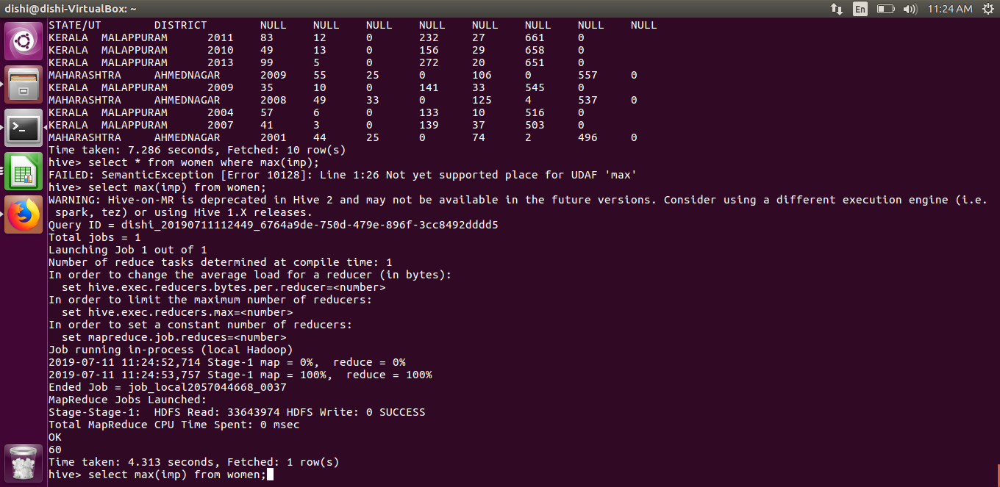 dishi@dishi-VirtualBox: ~
En
11:24 AM
STATE/UT DISTRICT NULL NULL NULL NULL NULL NULL NULL NULL
KERALA MALAPPURAM 2011 83 12 0 232 27 661 0
KERALA MALAPPURAM 2010 49 13 0 156 29 658 0
KERALA MALAPPURAM 2013 99 5 0 272 20 651 0
MAHARASHTRA AHMEDNAGAR 2009 55 25 0 106 0 557 0
KERALA MALAPPURAM 2009 35 10 0 141 33 545 0
MAHARASHTRA AHMEDNAGAR 2008 49 33 0 125 4 537 0
KERALA MALAPPURAM 2004 57 6 0 133 10 516 0
KERALA MALAPPURAM 2007 41 3 0 139 37 503 0
MAHARASHTRA AHMEDNAGAR 2001 44 25 0 74 2 496 0
Time taken: 7.286 seconds, Fetched: 10 row(s)
hive> select * from women where max(imp);
FAILED: SemanticException [Error 10128]: Line 1:26 Not yet supported place for UDAF 'max'
hive> select max(imp) from women;
WARNING: Hive-on-MR is deprecated in Hive 2 and may not be available in the future versions. Consider using a different execution engine (i.e.
 spark, tez) or using Hive 1.X releases.
Query ID = dishi_20190711112449_6764a9de-750d-479e-896f-3cc8492dddd5
Total jobs = 1
Launching Job 1 out of 1
Number of reduce tasks determined at compile time: 1
In order to change the average load for a reducer (in bytes):
  set hive.exec.reducers.bytes.per.reducer=<number>
In order to limit the maximum number of reducers:
  set hive.exec.reducers.max=<number>
In order to set a constant number of reducers:
  set mapreduce.job.reduces=<number>
Job running in-process (local Hadoop)
2019-07-11 11:24:52,714 Stage-1 map = 0%,  reduce = 0%
2019-07-11 11:24:53,757 Stage-1 map = 100%,  reduce = 100%
Ended Job = job_local2057044668_0037
MapReduce Jobs Launched:
Stage-Stage-1:  HDFS Read: 33643974 HDFS Write: 0 SUCCESS
Total MapReduce CPU Time Spent: 0 msec
OK
60
Time taken: 4.313 seconds, Fetched: 1 row(s)
hive> select max(imp) from women;